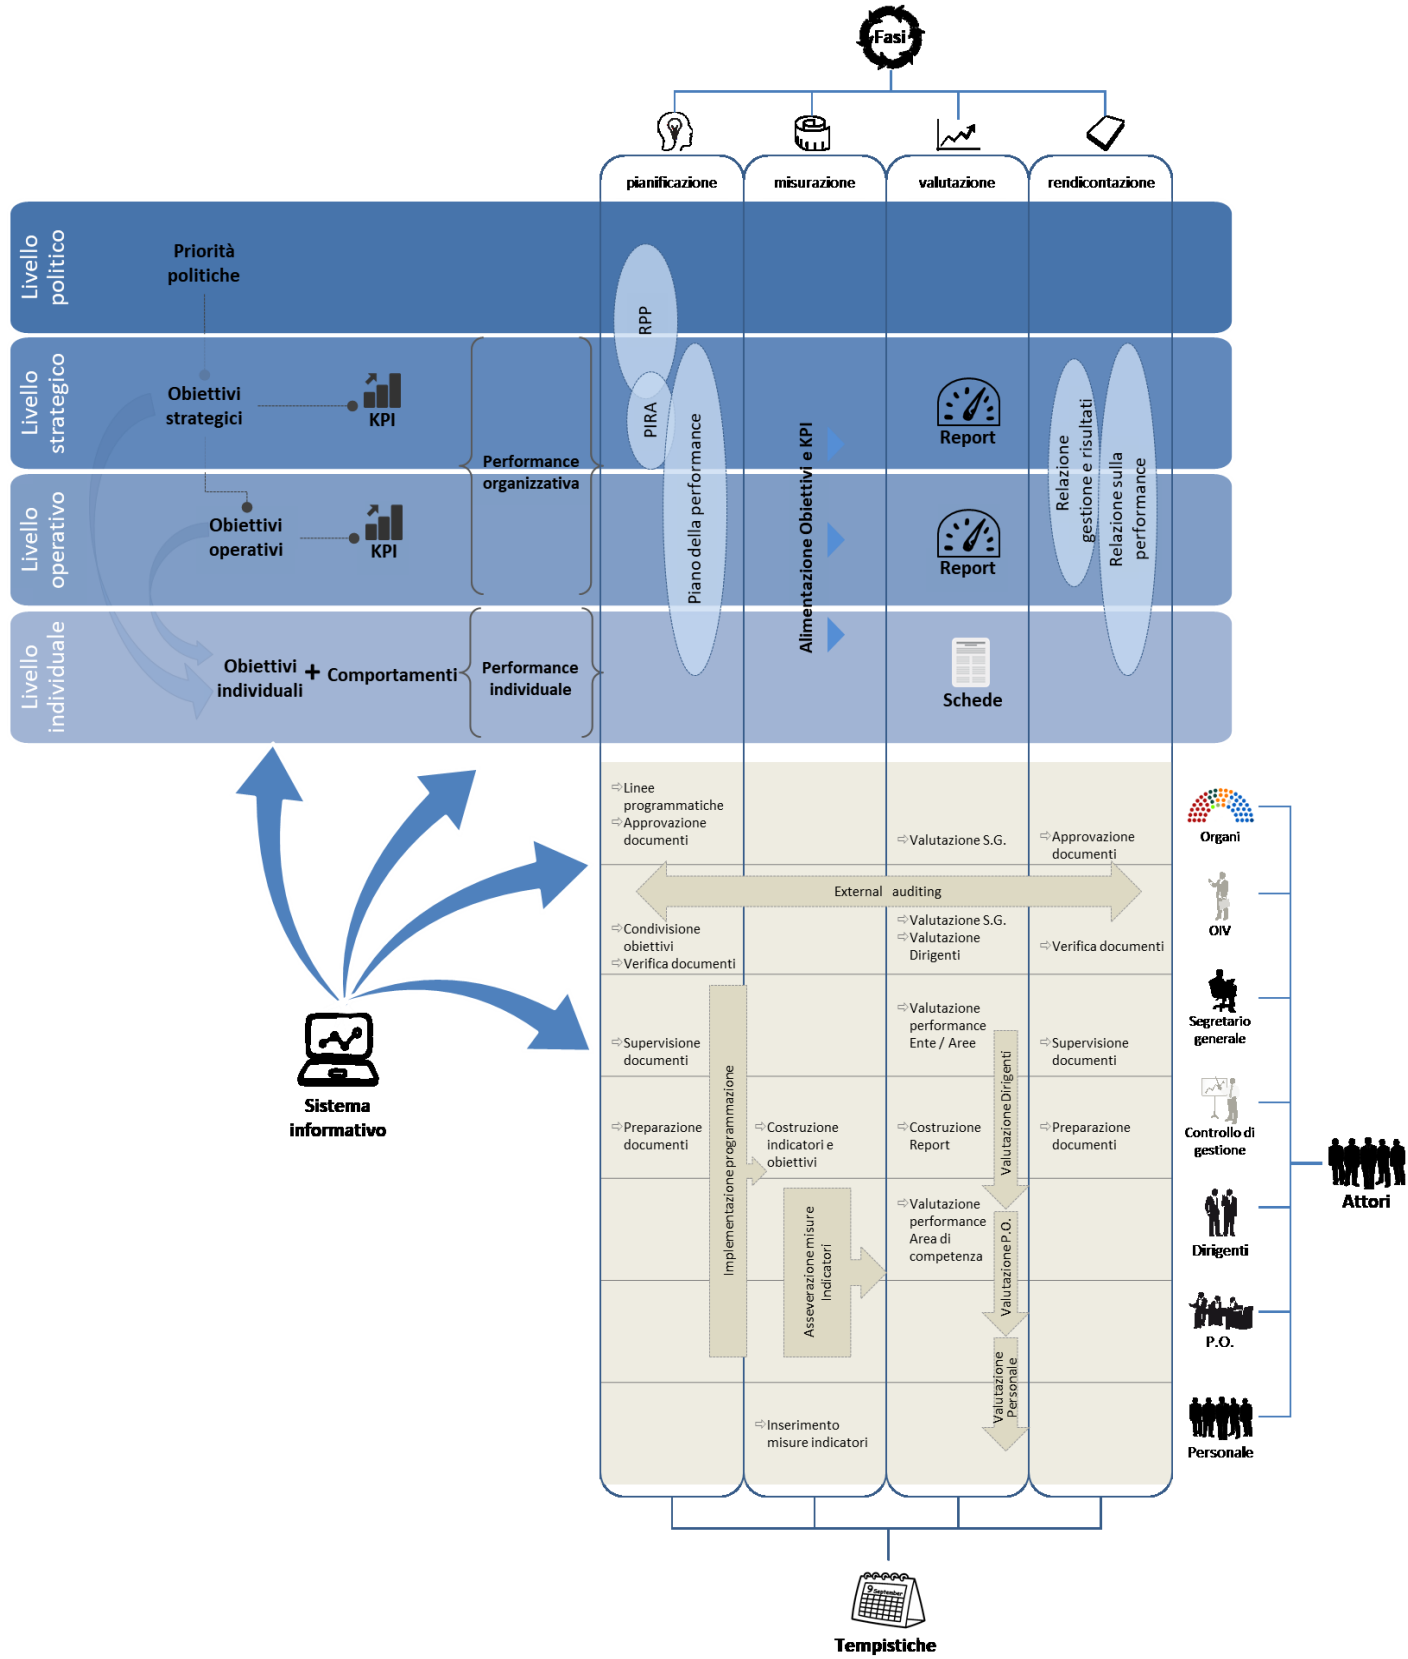 Fasi
pianificazione
misurazione
valutazione
rendicontazione
Livello
politico
Priorità
politiche
RPP
Livello
strategico
Obiettivi
strategici
KPI
PIRA
Performance
organizzativa
Piano della performance
Alimentazione Obiettivi e KPI
Report
Relazione
gestione e risultati
Relazione sulla
performance
Livello
operativo
Obiettivi
operativi
KPI
Report
Livello
individuale
Obiettivi
individuali
+
Comportamenti
Performance
individuale
Schede
Linee
programmatiche
Approvazione
documenti
Valutazione S.G.
Approvazione
documenti
Organi
External auditing
Condivisione
obiettivi
Verifica documenti
Valutazione S.G.
Valutazione
Dirigenti
Verifica documenti
OIV
Supervisione
documenti
Valutazione
performance
Ente / Aree
Supervisione
documenti
Segretario
generale
Implementazione programmazione
Valutazione Dirigenti
Preparazione
documenti
Costruzione
indicatori e
obiettivi
Costruzione
Report
Preparazione
documenti
Controllo di
gestione
Sistema
informativo
Attori
Asseverazione misure
Indicatori
Valutazione
performance
Area di
competenza
Valutazione P.O.
Dirigenti
P.O.
Valutazione
Personale
Inserimento
misure indicatori
Personale
9 September
Tempistiche